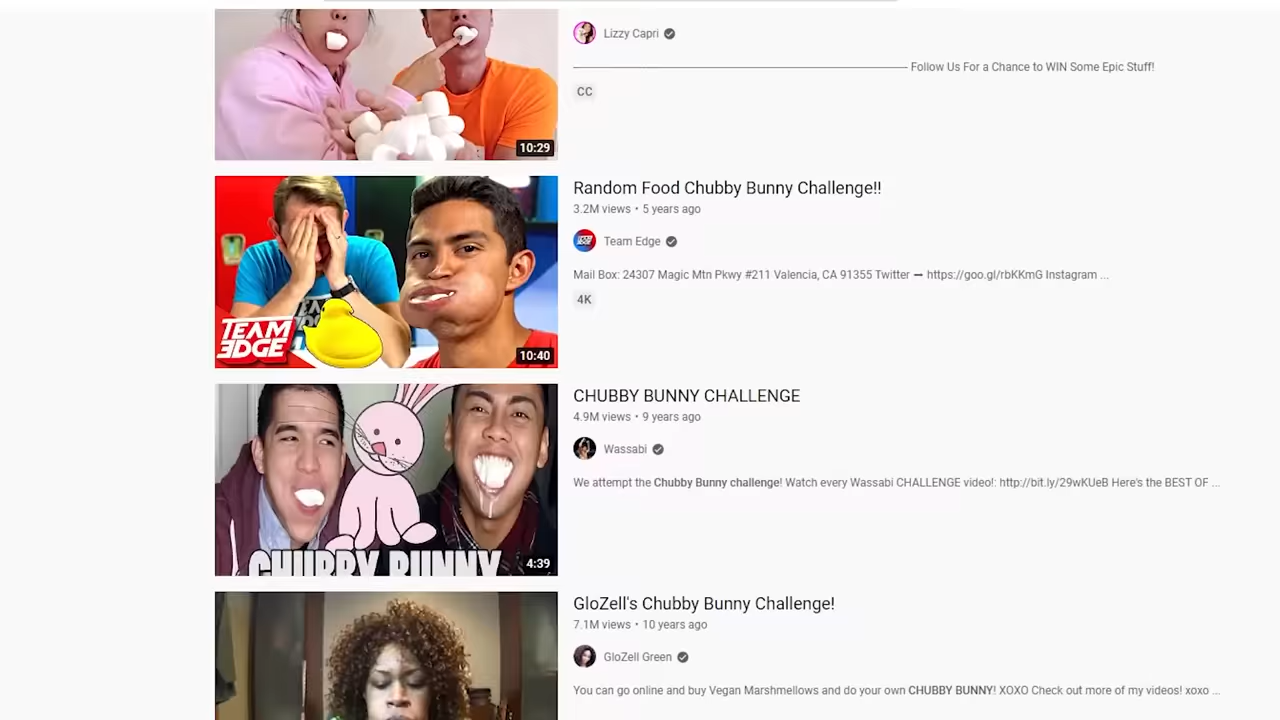 Lizzy Capri
Follow Us For a Chance to WIN Some Epic Stuff!
CC
10:29
Random Food Chubby Bunny Challenge!!
3.2M views • 5 years ago
Team Edge
Mail Box: 24307 Magic Mtn Pkwy #211 Valencia, CA 91355 Twitter ➞ https://goo.gl/rbKKmG Instagram ...
4K
TEAM
EDGE
10:40
CHUBBY BUNNY CHALLENGE
4.9M views • 9 years ago
Wassabi
We attempt the Chubby Bunny challenge! Watch every Wassabi CHALLENGE video!: http://bit.ly/29wKUeB Here's the BEST OF ...
CHUBBY BUNNY
4:39
GloZell's Chubby Bunny Challenge!
7.1M views • 10 years ago
GloZell Green
You can go online and buy Vegan Marshmellows and do your own CHUBBY BUNNY! XOXO Check out more of my videos! xoxo ...